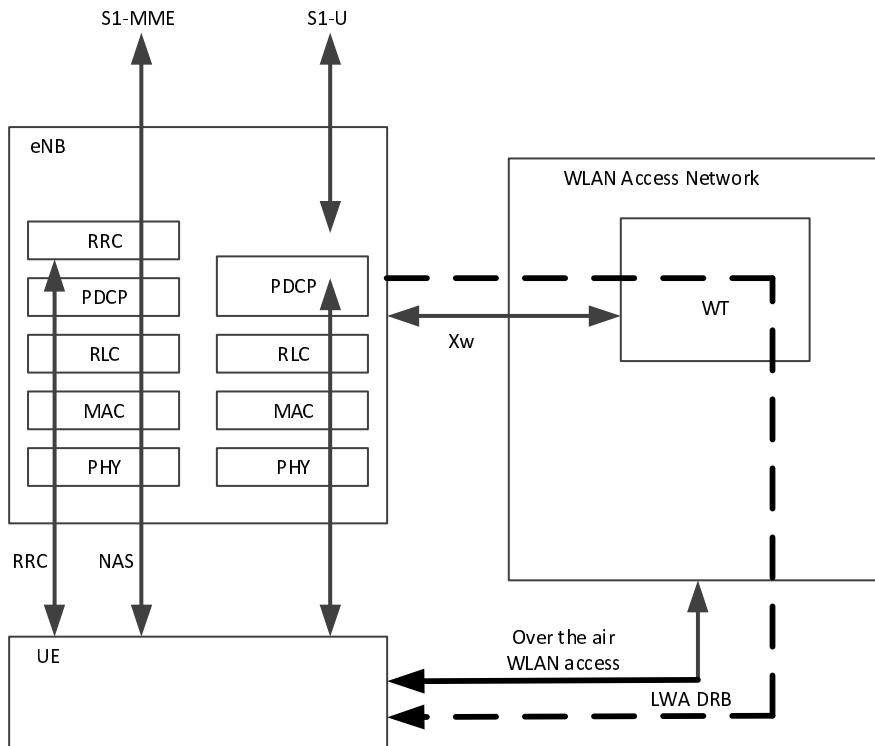 S1-MME
S1-U
eNB
WLAN Access Network
RRC
PDCP
RLC
MAC
PHY
PDCP
RLC
MAC
PHY
WT
Xw
RRC
NAS
UE
Over the air
WLAN access
LWA DRB